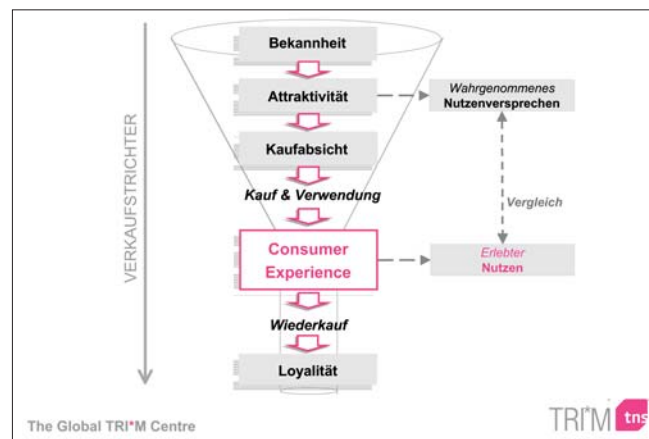 VERKAUFSTRICHTER
Bekannheit
Attraktivität
Wahrgenommenes
Nutzenversprechen
Kaufabsicht
Kauf & Verwendung
Vergleich
Consumer
Experience
Erlebter
Nutzen
Wiederkauf
Loyalität
The Global TRI*M Centre
TRI*M tns